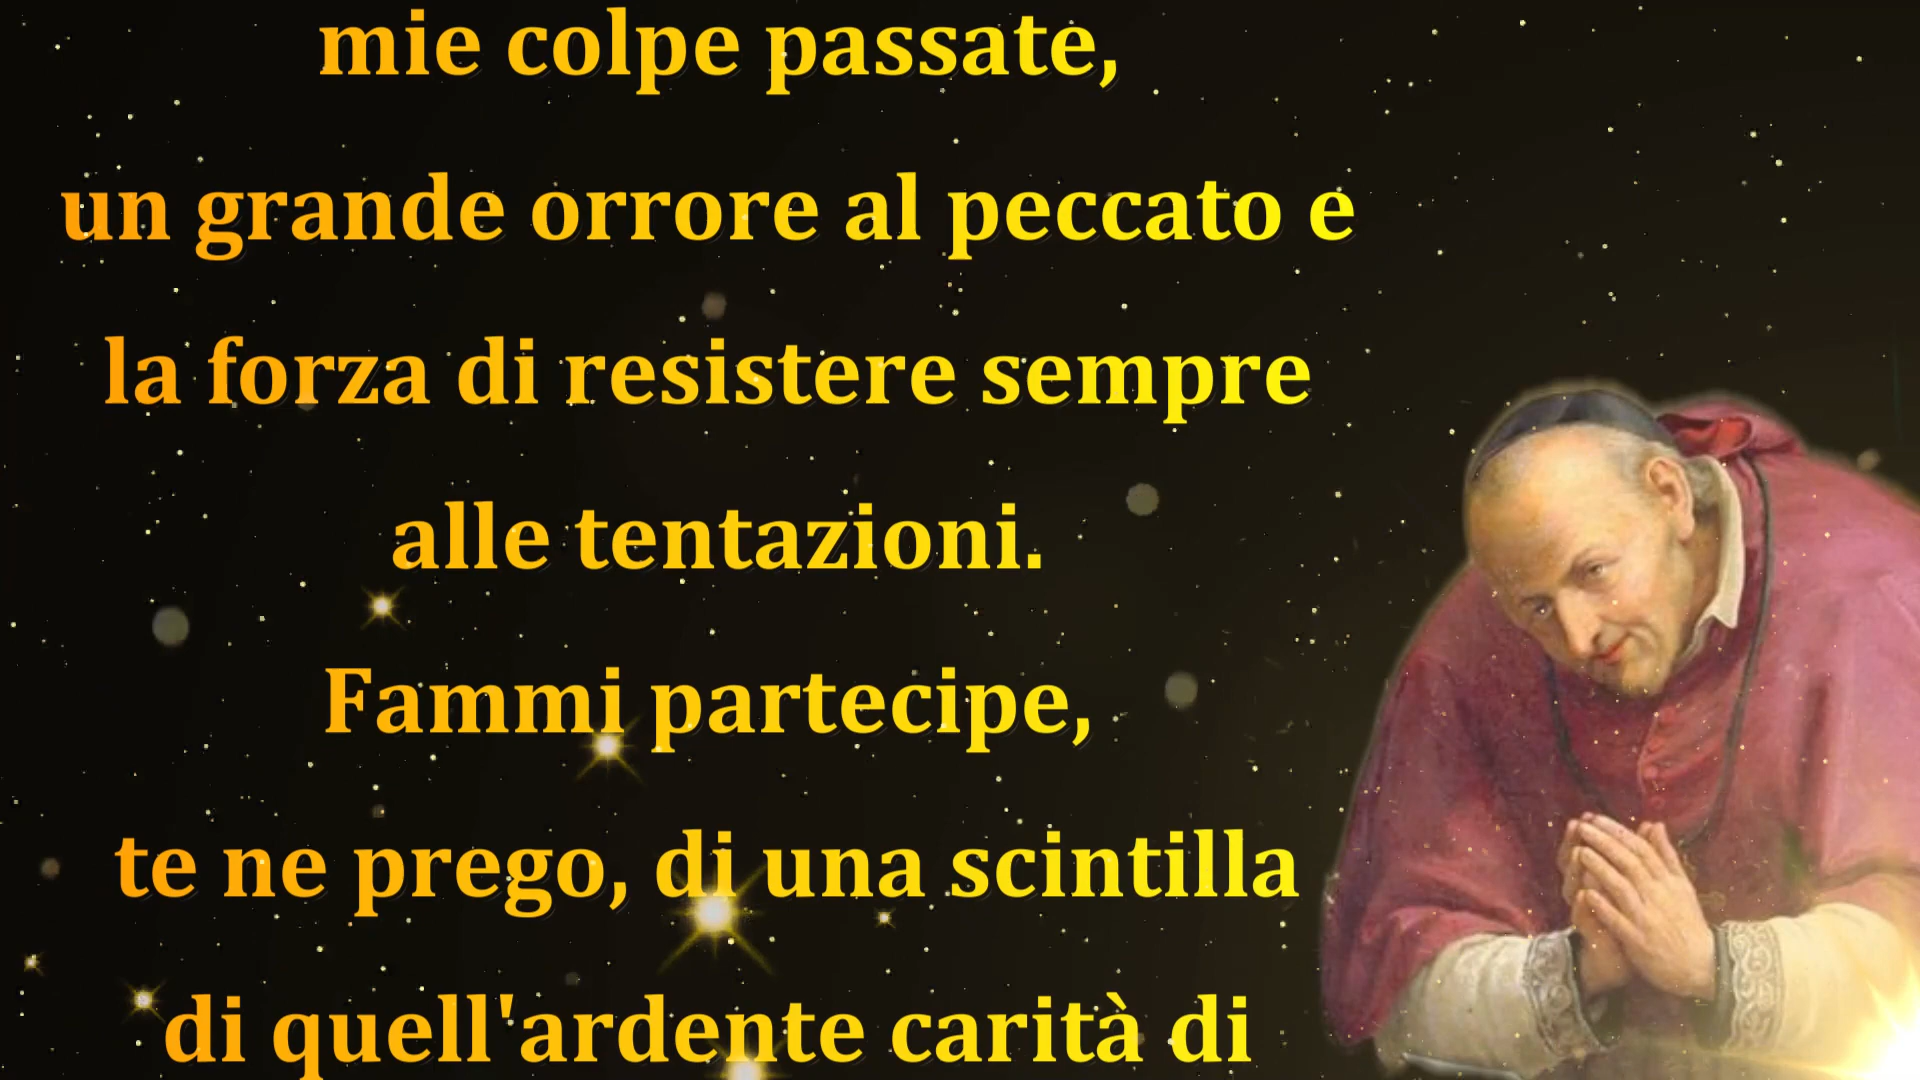 mie colpe passate,
un grande orrore al peccato e
la forza di resistere sempre
alle tentazioni.
Fammi partecipe,
te ne prego, di una scintilla
di quell'ardente carità di